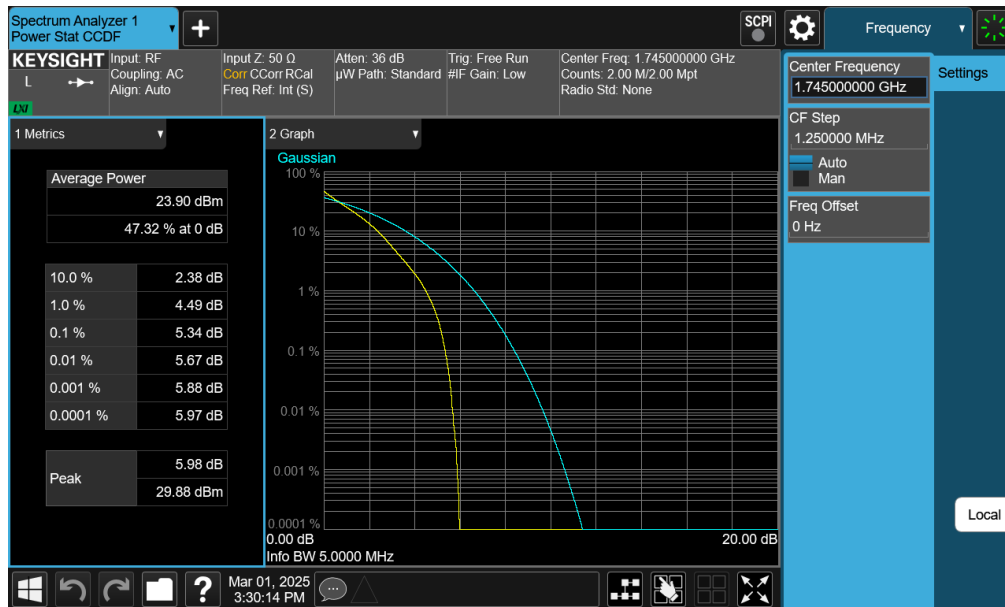 Spectrum Analyzer 1
Power Stat CCDF
+
SCPI
Frequency
KEYSIGHT
L
LXI
Input: RF
Coupling: AC
Align: Auto
Input Z: 50 Ω
Corr CCorr RCal
Freq Ref: Int (S)
Atten: 36 dB
µW Path: Standard
Trig: Free Run
#IF Gain: Low
Center Freq: 1.745000000 GHz
Counts: 2.00 M/2.00 Mpt
Radio Std: None
Center Frequency
1.745000000 GHz
Settings
CF Step
1.250000 MHz
Auto
Man
Freq Offset
0 Hz
1 Metrics
Average Power
23.90 dBm
47.32 % at 0 dB
10.0 % 2.38 dB
1.0 % 4.49 dB
0.1 % 5.34 dB
0.01 % 5.67 dB
0.001 % 5.88 dB
0.0001 % 5.97 dB
Peak
5.98 dB
29.88 dBm
2 Graph
Gaussian
100 %
10 %
1 %
0.1 %
0.01 %
0.001 %
0.0001 %
0.00 dB 20.00 dB
Info BW 5.0000 MHz
Local
?
Mar 01, 2025
3:30:14 PM